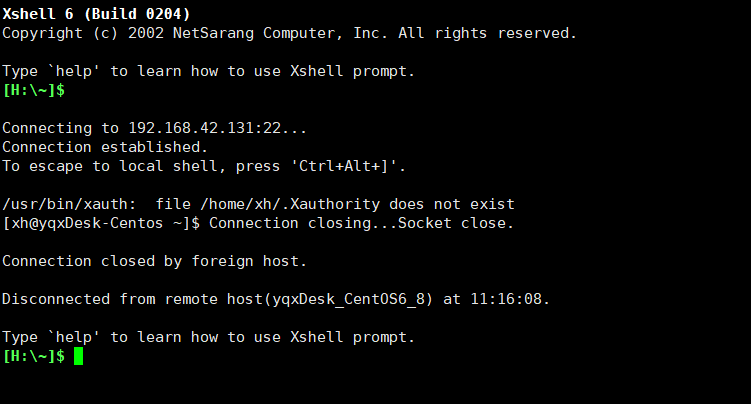 Xshell 6 (Build 0204)
Copyright (c) 2002 NetSarang Computer, Inc. All rights reserved.
Type `help' to learn how to use Xshell prompt.
[H:\~]$
Connecting to 192.168.42.131:22...
Connection established.
To escape to local shell, press 'Ctrl+Alt+]'.
/usr/bin/xauth:  file /home/xh/.Xauthority does not exist
[xh@yqxDesk-Centos ~]$ Connection closing...Socket close.
Connection closed by foreign host.
Disconnected from remote host(yqxDesk_CentOS6_8) at 11:16:08.
Type `help' to learn how to use Xshell prompt.
[H:\~]$